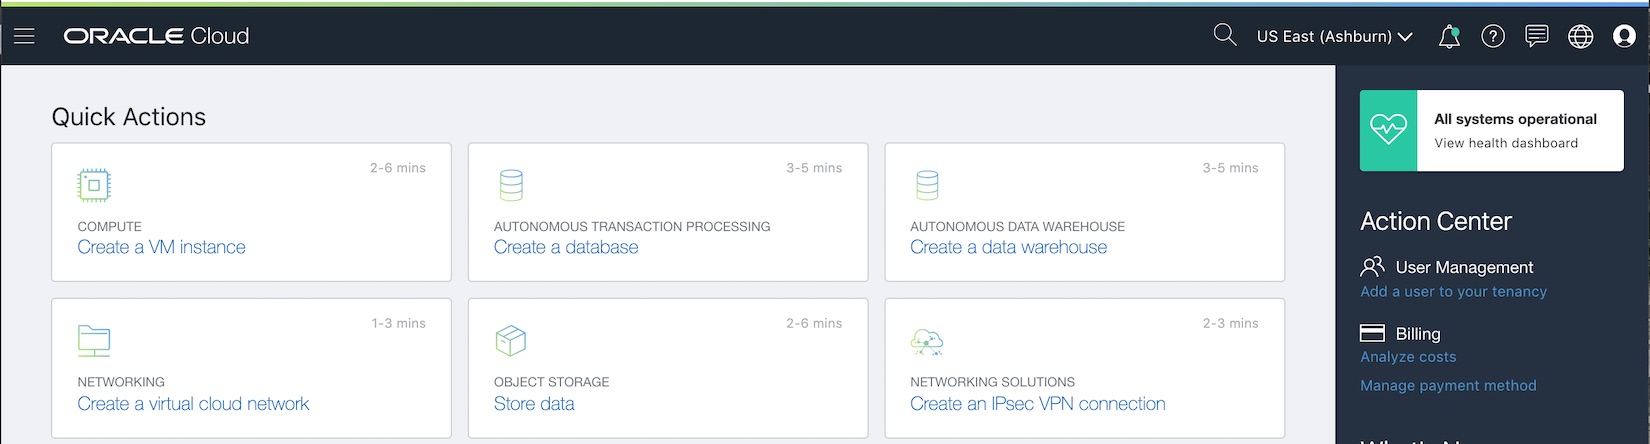 ORACLE Cloud
US East (Ashburn)
Quick Actions
2-6 mins
COMPUTE
Create a VM instance
3-5 mins
AUTONOMOUS TRANSACTION PROCESSING
Create a database
3-5 mins
AUTONOMOUS DATA WAREHOUSE
Create a data warehouse
1-3 mins
NETWORKING
Create a virtual cloud network
2-6 mins
OBJECT STORAGE
Store data
2-3 mins
NETWORKING SOLUTIONS
Create an IPsec VPN connection
All systems operational
View health dashboard
Action Center
User Management
Add a user to your tenancy
Billing
Analyze costs
Manage payment method